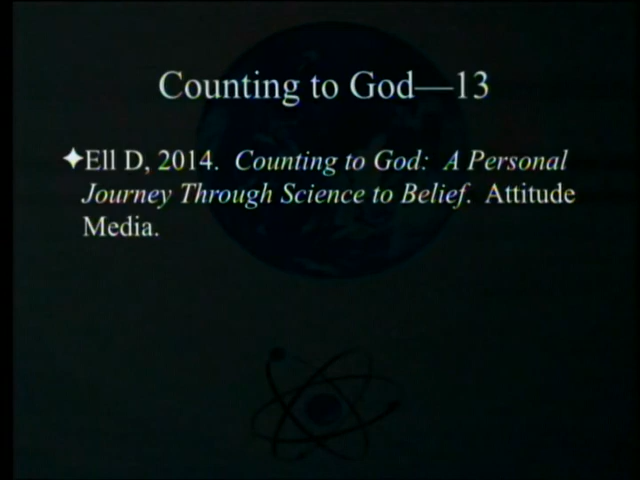 Counting to God—13
✦Ell D, 2014.  Counting to God:  A Personal
Journey Through Science to Belief.  Attitude
Media.